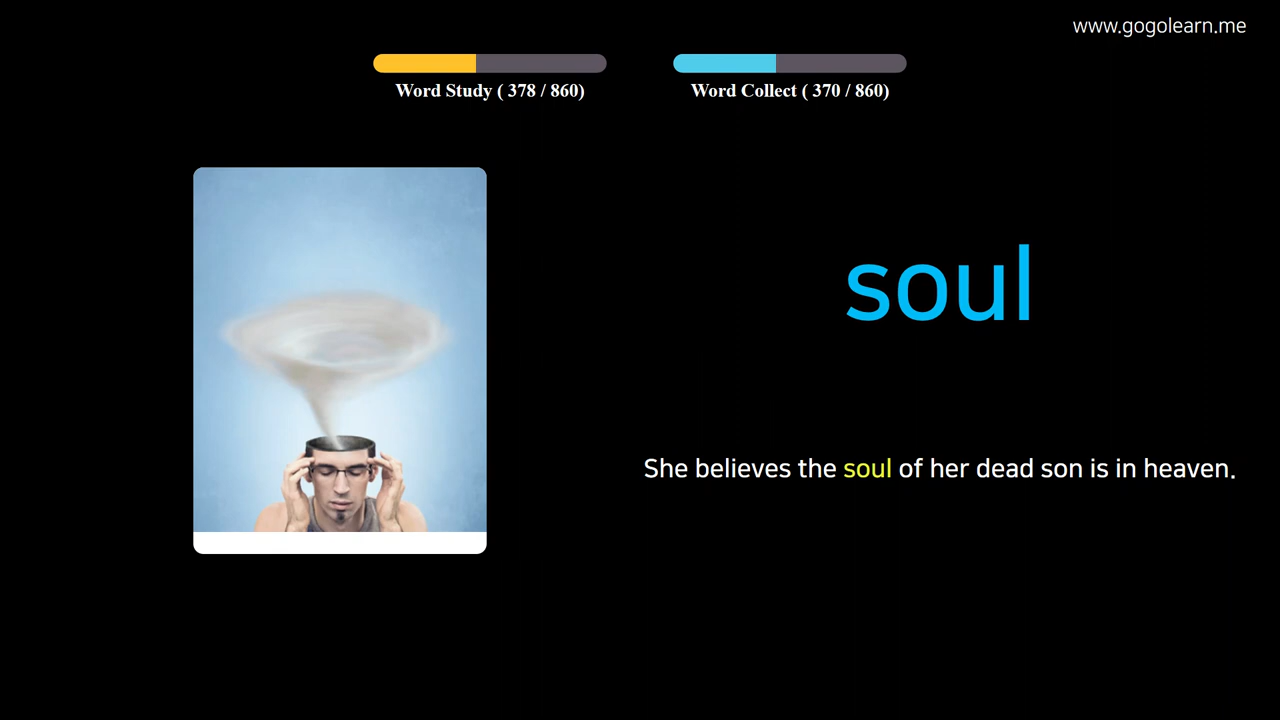 www.gogolearn.me
Word Study ( 378 / 860)
Word Collect ( 370 / 860)
soul
She believes the soul of her dead son is in heaven.